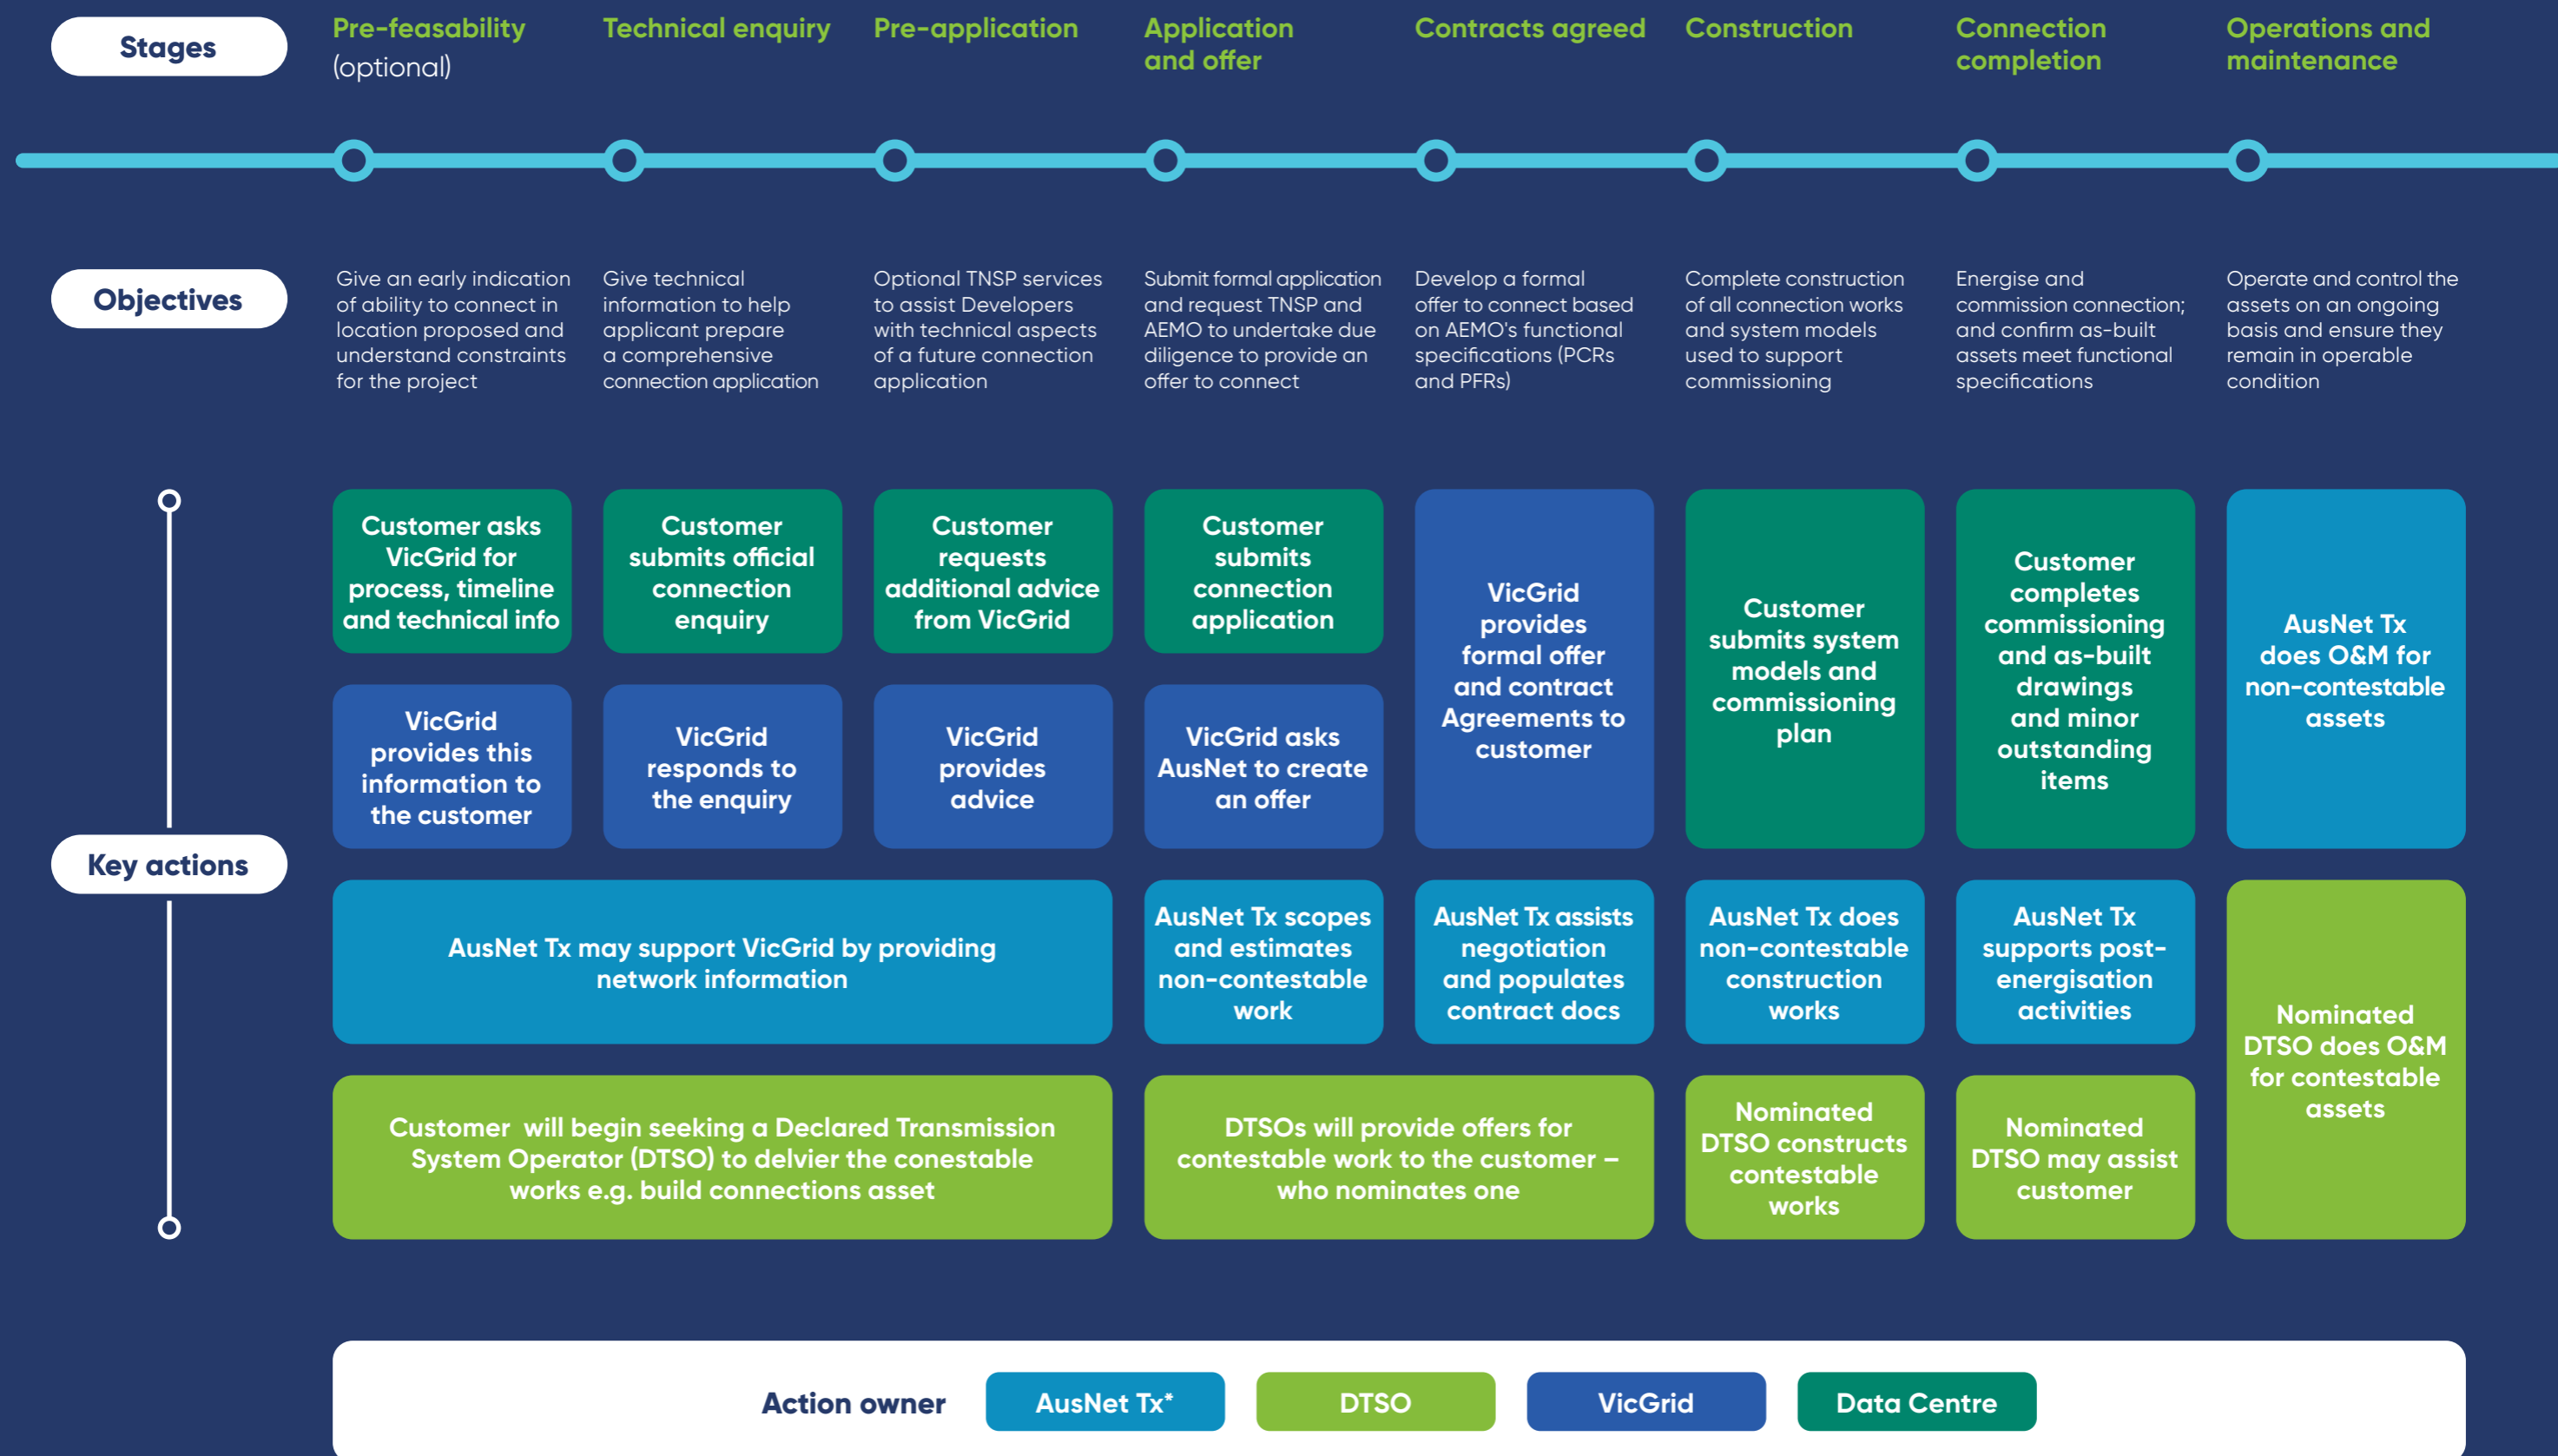 Stages
Pre-feasability
(optional)
Technical enquiry
Pre-application
Application
and offer
Contracts agreed
Construction
Connection
completion
Operations and
maintenance
Objectives
Give an early indication
of ability to connect in
location proposed and
understand constraints
for the project
Give technical
information to help
applicant prepare
a comprehensive
connection application
Optional TNSP services
to assist Developers
with technical aspects
of a future connection
application
Submit formal application
and request TNSP and
AEMO to undertake due
diligence to provide an
offer to connect
Develop a formal
offer to connect based
on AEMO's functional
specifications (PCRs
and PFRs)
Complete construction
of all connection works
and system models
used to support
commissioning
Energise and
commission connection;
and confirm as-built
assets meet functional
specifications
Operate and control the
assets on an ongoing
basis and ensure they
remain in operable
condition
Key actions
Customer asks
VicGrid for
process, timeline
and technical info
Customer
submits official
connection
enquiry
Customer
requests
additional advice
from VicGrid
Customer
submits
connection
application
VicGrid
provides
formal offer
and contract
Agreements to
customer
Customer
submits system
models and
commissioning
plan
Customer
completes
commissioning
and as-built
drawings
and minor
outstanding
items
AusNet Tx
does O&M for
non-contestable
assets
VicGrid
provides this
information to
the customer
VicGrid
responds to
the enquiry
VicGrid
provides
advice
VicGrid asks
AusNet to create
an offer
AusNet Tx may support VicGrid by providing
network information
AusNet Tx scopes
and estimates
non-contestable
work
AusNet Tx assists
negotiation
and populates
contract docs
AusNet Tx does
non-contestable
construction
works
AusNet Tx
supports post-
energisation
activities
Nominated
DTSO does O&M
for contestable
assets
Customer will begin seeking a Declared Transmission
System Operator (DTSO) to delvier the conestable
works e.g. build connections asset
DTSOs will provide offers for
contestable work to the customer –
who nominates one
Nominated
DTSO constructs
contestable
works
Nominated
DTSO may assist
customer
Action owner
AusNet Tx*
DTSO
VicGrid
Data Centre